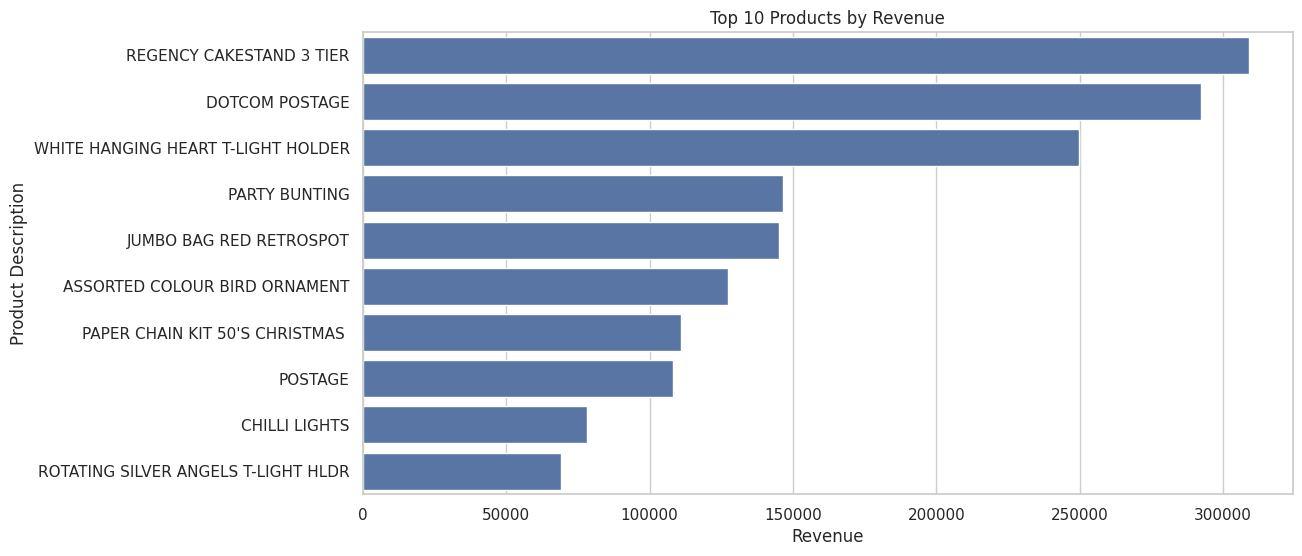 Top 10 Products by Revenue
Product Description
REGENCY CAKESTAND 3 TIER
DOTCOM POSTAGE
WHITE HANGING HEART T-LIGHT HOLDER
PARTY BUNTING
JUMBO BAG RED RETROSPOT
ASSORTED COLOUR BIRD ORNAMENT
PAPER CHAIN KIT 50'S CHRISTMAS
POSTAGE
CHILLI LIGHTS
ROTATING SILVER ANGELS T-LIGHT HLDR
0 50000 100000 150000 200000 250000 300000
Revenue